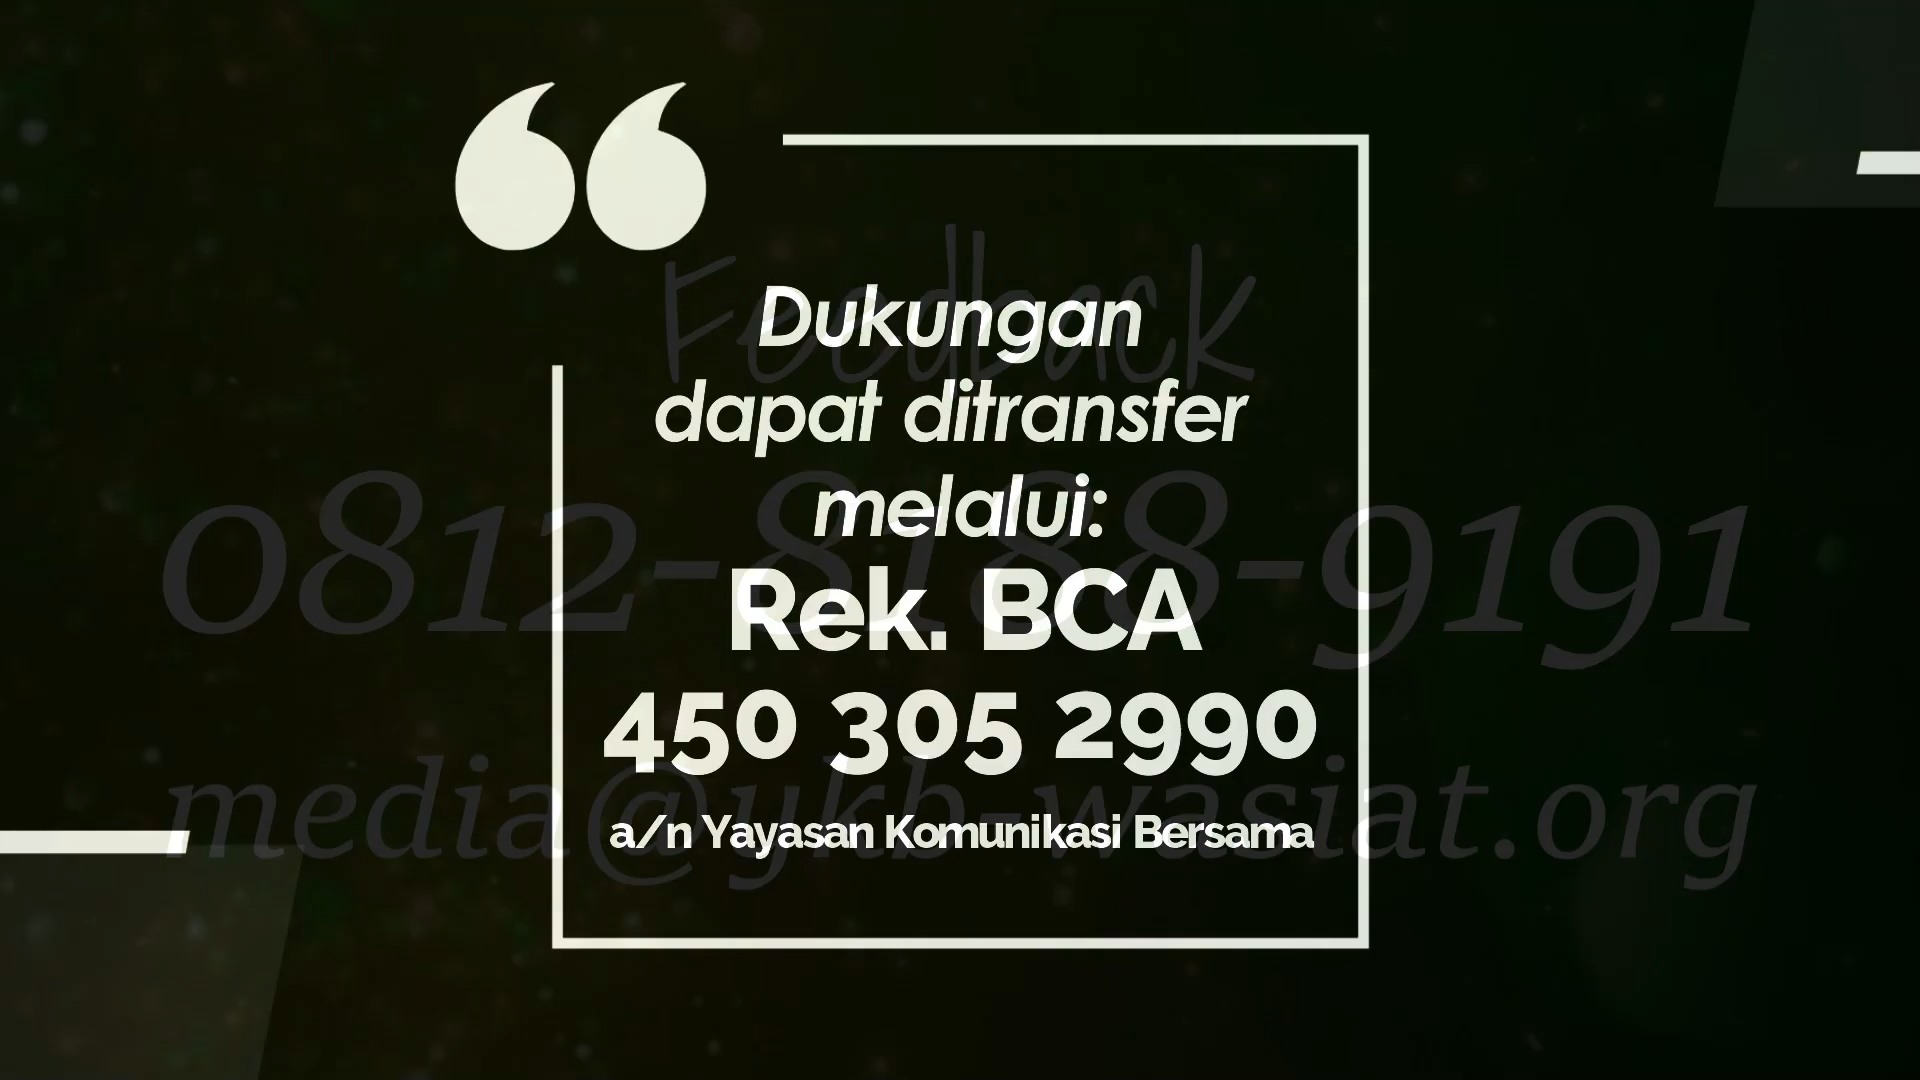 Feedback
Dukungan
dapat ditransfer
melalui:
0812-8188-9191
Rek. BCA
450 305 2990
media@ykb-wasiat.org
a/n Yayasan Komunikasi Bersama